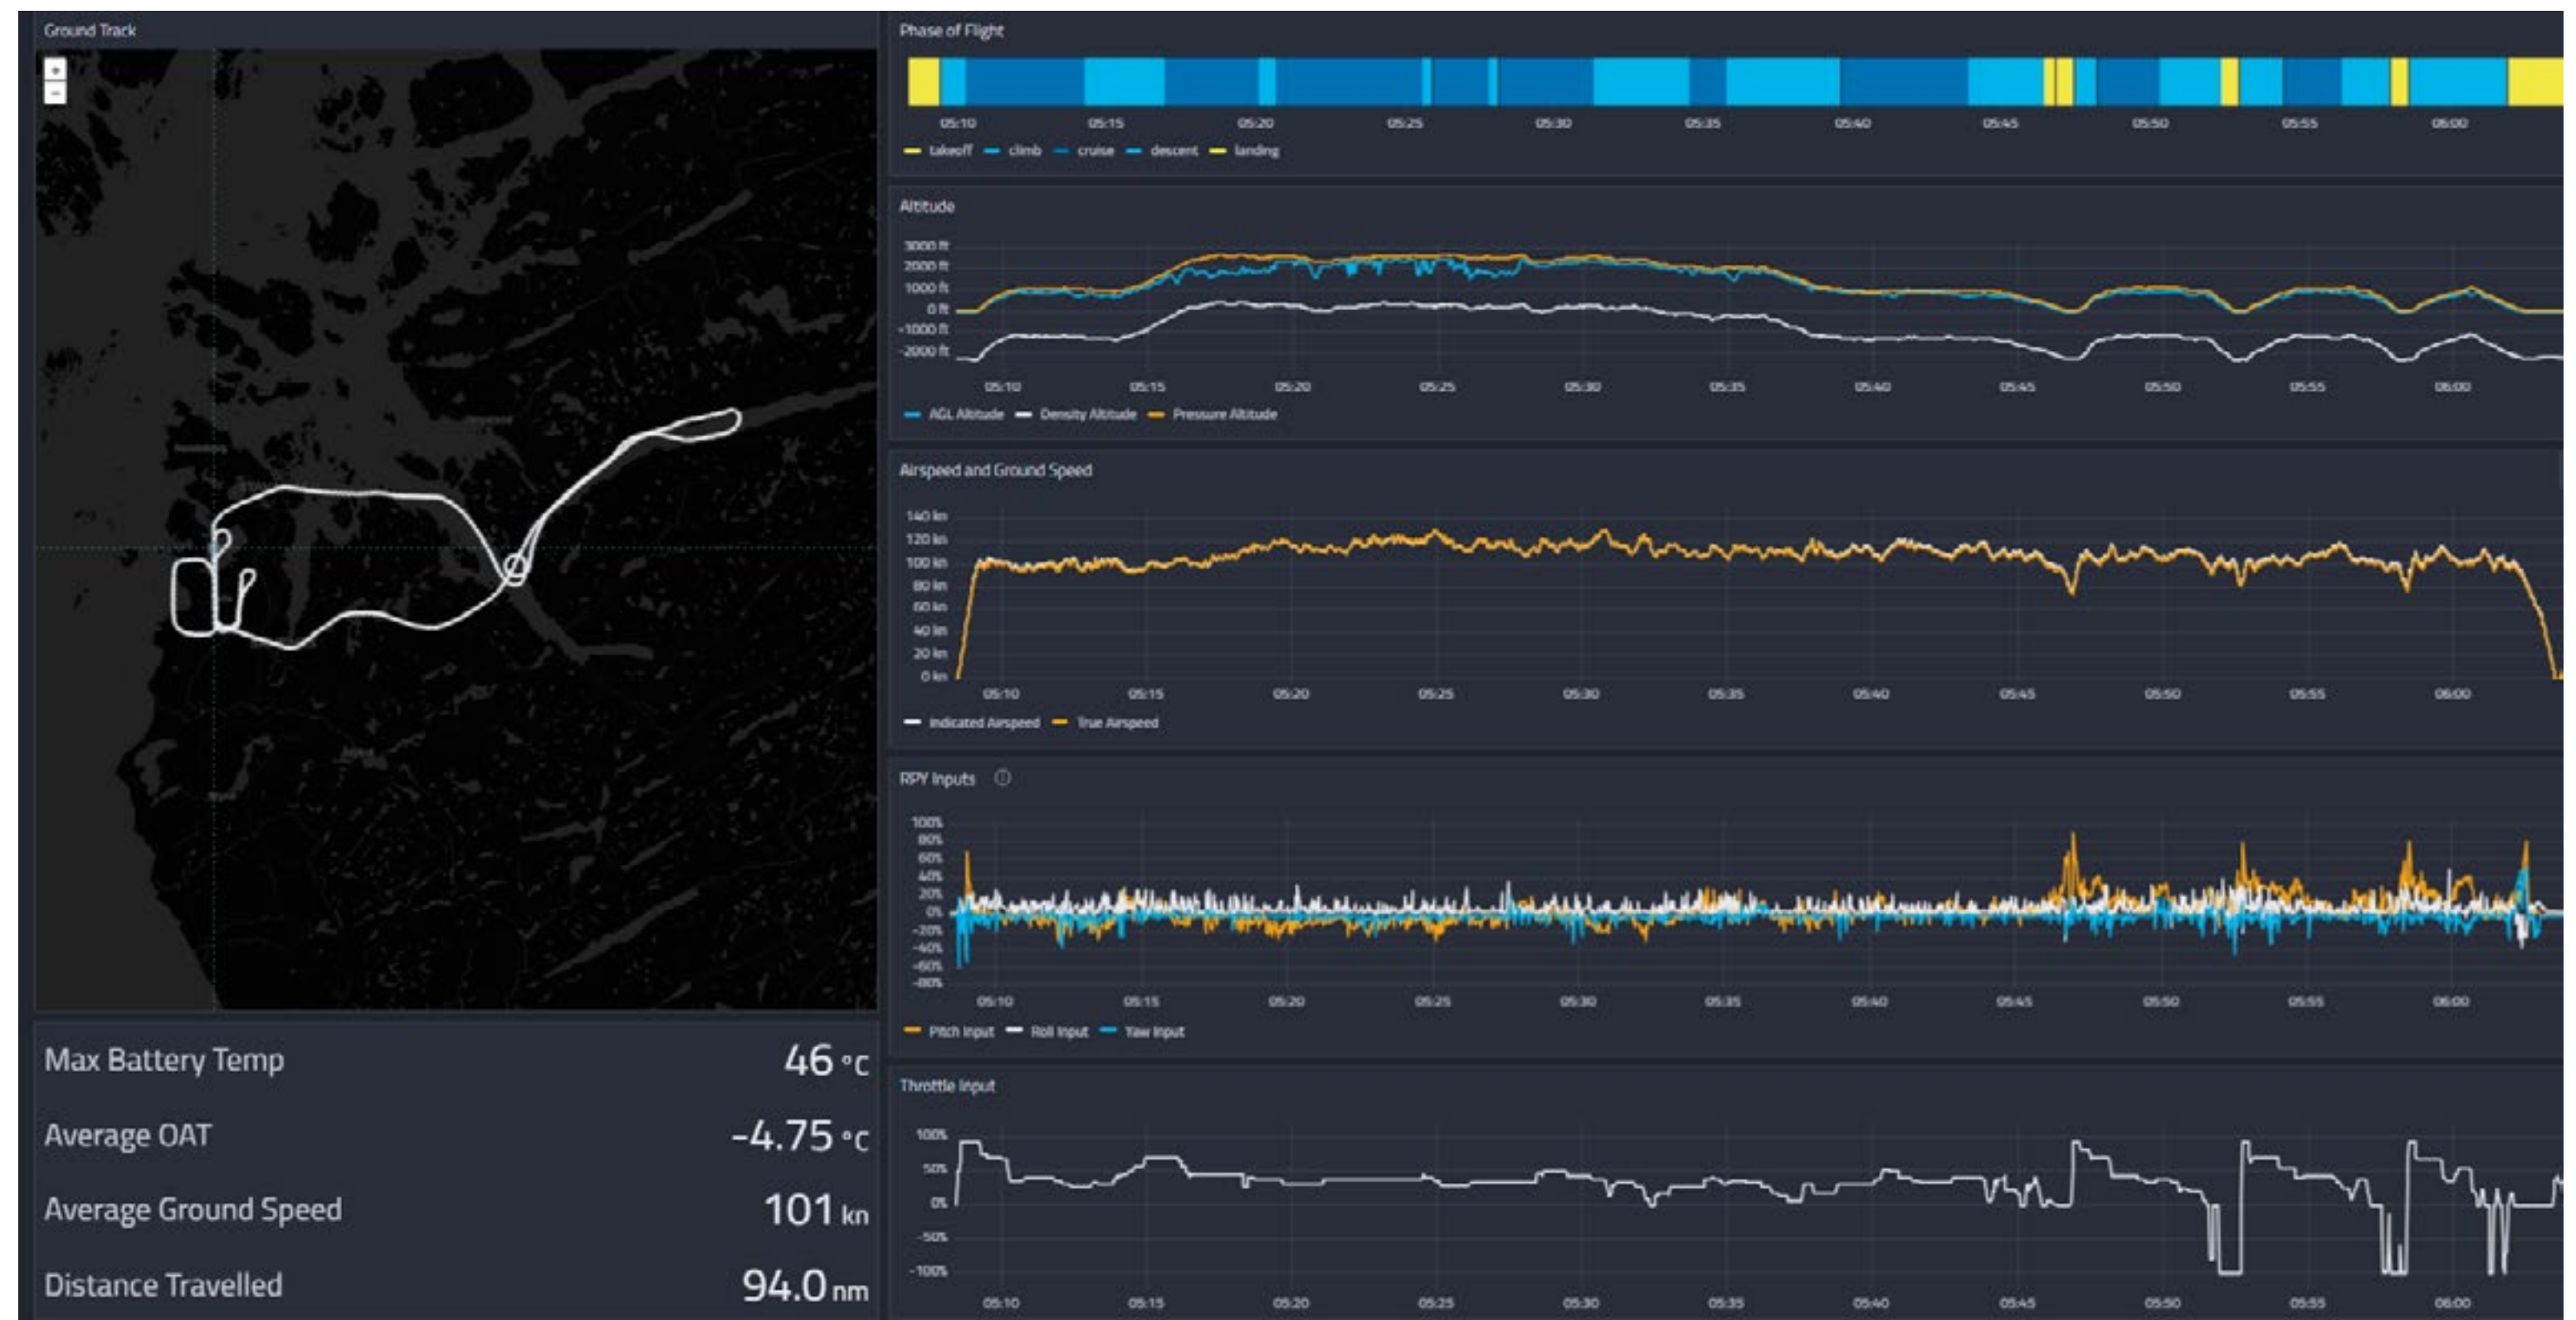 Ground Track
+
−
Max Battery Temp
46 °C
Average OAT
-4.75 °C
Average Ground Speed
101 kn
Distance Travelled
94.0 nm
Phase of Flight
05:10 05:15 05:20 05:25 05:30 05:35 05:40 05:45 05:50 05:55 06:00
takeoff climb cruise descent landing
Altitude
3000 ft
2000 ft
1000 ft
0 ft
-1000 ft
-2000 ft
05:10 05:15 05:20 05:25 05:30 05:35 05:40 05:45 05:50 05:55 06:00
AGL Altitude Density Altitude Pressure Altitude
Airspeed and Ground Speed
140 kn
120 kn
100 kn
80 kn
60 kn
40 kn
20 kn
0 kn
05:10 05:15 05:20 05:25 05:30 05:35 05:40 05:45 05:50 05:55 06:00
Indicated Airspeed True Airspeed
RPY Inputs
100%
80%
60%
40%
20%
0%
-20%
-40%
-60%
-80%
05:10 05:15 05:20 05:25 05:30 05:35 05:40 05:45 05:50 05:55 06:00
Pitch Input Roll Input Yaw Input
Throttle Input
100%
50%
0%
-50%
-100%
05:10 05:15 05:20 05:25 05:30 05:35 05:40 05:45 05:50 05:55 06:00